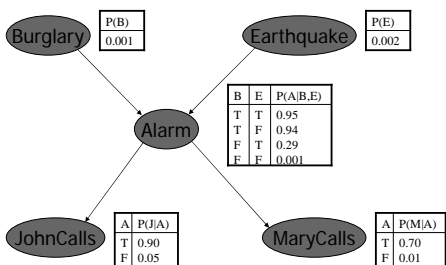 P(B)
0.001
Burglary
P(E)
0.002
Earthquake
B E P(A|B,E)
T T 0.95
T F 0.94
F T 0.29
F F 0.001
Alarm
A P(J|A)
T 0.90
F 0.05
JohnCalls
A P(M|A)
T 0.70
F 0.01
MaryCalls